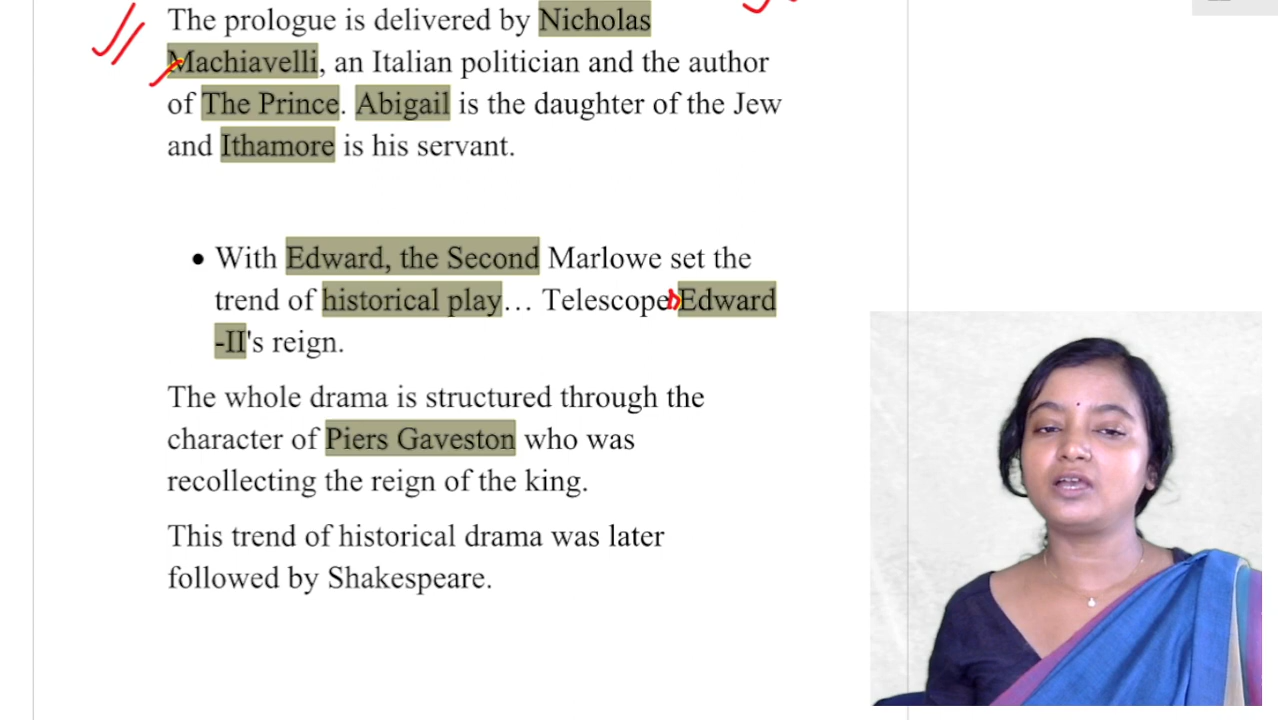 The prologue is delivered by Nicholas
Machiavelli, an Italian politician and the author
of The Prince. Abigail is the daughter of the Jew
and Ithamore is his servant.
• With Edward, the Second Marlowe set the
trend of historical play… Telescope Edward
-II's reign.
The whole drama is structured through the
character of Piers Gaveston who was
recollecting the reign of the king.
This trend of historical drama was later
followed by Shakespeare.